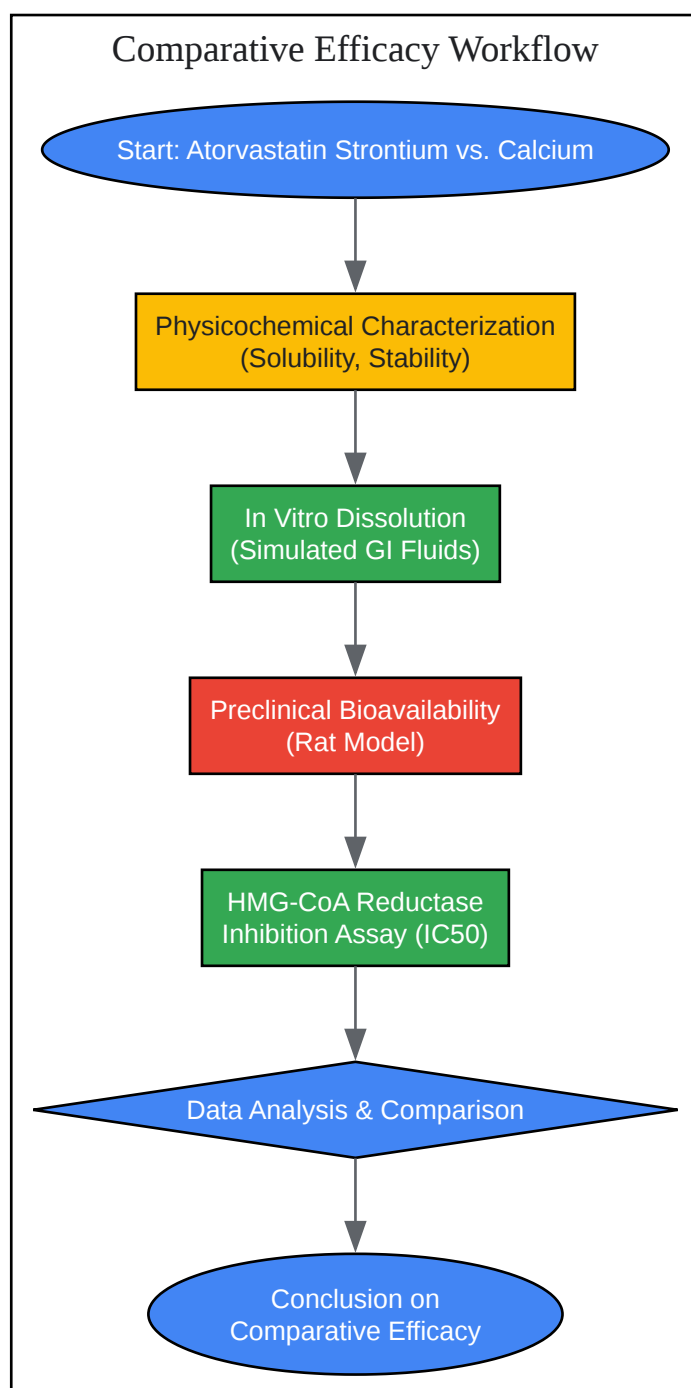 Comparative Efficacy Workflow
Start: Atorvastatin Strontium vs. Calcium
Physicochemical Characterization
(Solubility, Stability)
In Vitro Dissolution
(Simulated GI Fluids)
Preclinical Bioavailability
(Rat Model)
HMG-CoA Reductase
Inhibition Assay (IC50)
Data Analysis & Comparison
Conclusion on
Comparative Efficacy